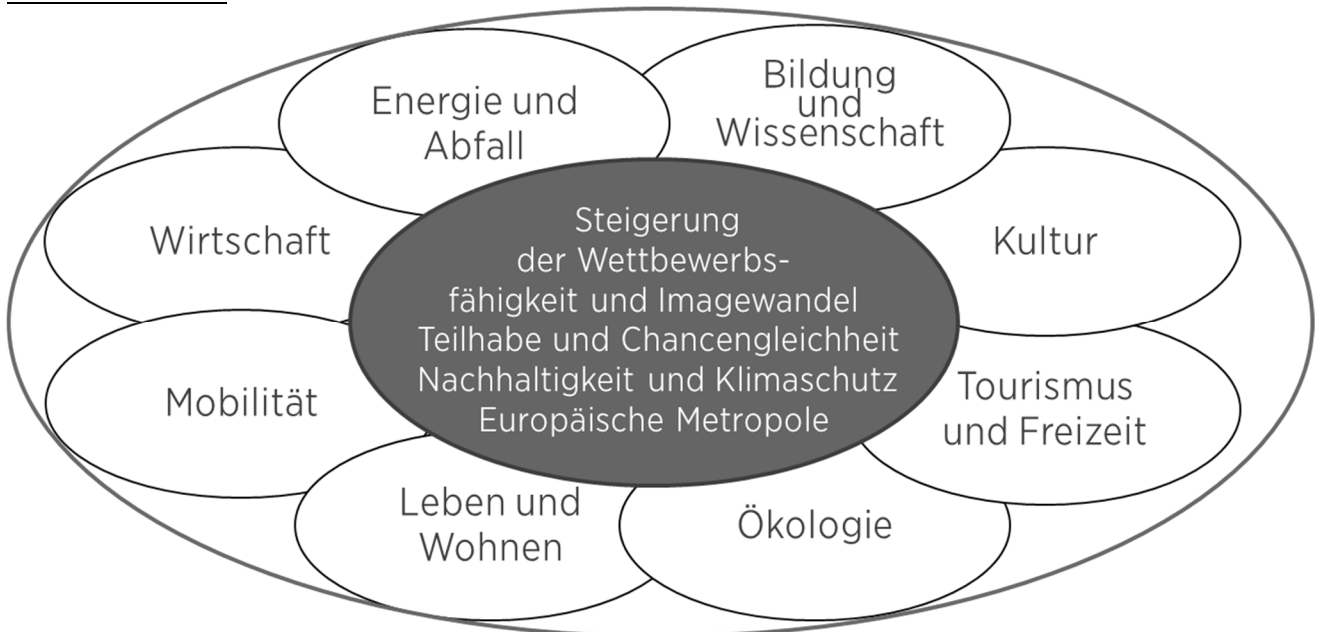 Energie und
Abfall
Bildung
und
Wissenschaft
Wirtschaft
Steigerung
der Wettbewerbs-
fähigkeit und Imagewandel
Teilhabe und Chancengleichheit
Nachhaltigkeit und Klimaschutz
Europäische Metropole
Kultur
Mobilität
Tourismus
und Freizeit
Leben und
Wohnen
Ökologie